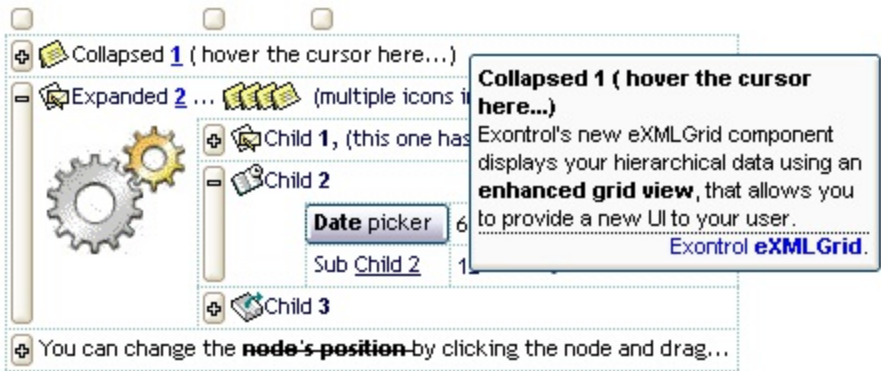 Collapsed 1 ( hover the cursor here...)
Expanded 2 ... (multiple icons i
Child 1, (this one has
Child 2
Date picker 6
Sub Child 2
Child 3
You can change the node's position by clicking the node and drag...
Collapsed 1 ( hover the cursor
here...)
Exontrol's new eXMLGrid component
displays your hierarchical data using an
enhanced grid view, that allows you
to provide a new UI to your user.
Exontrol eXMLGrid.